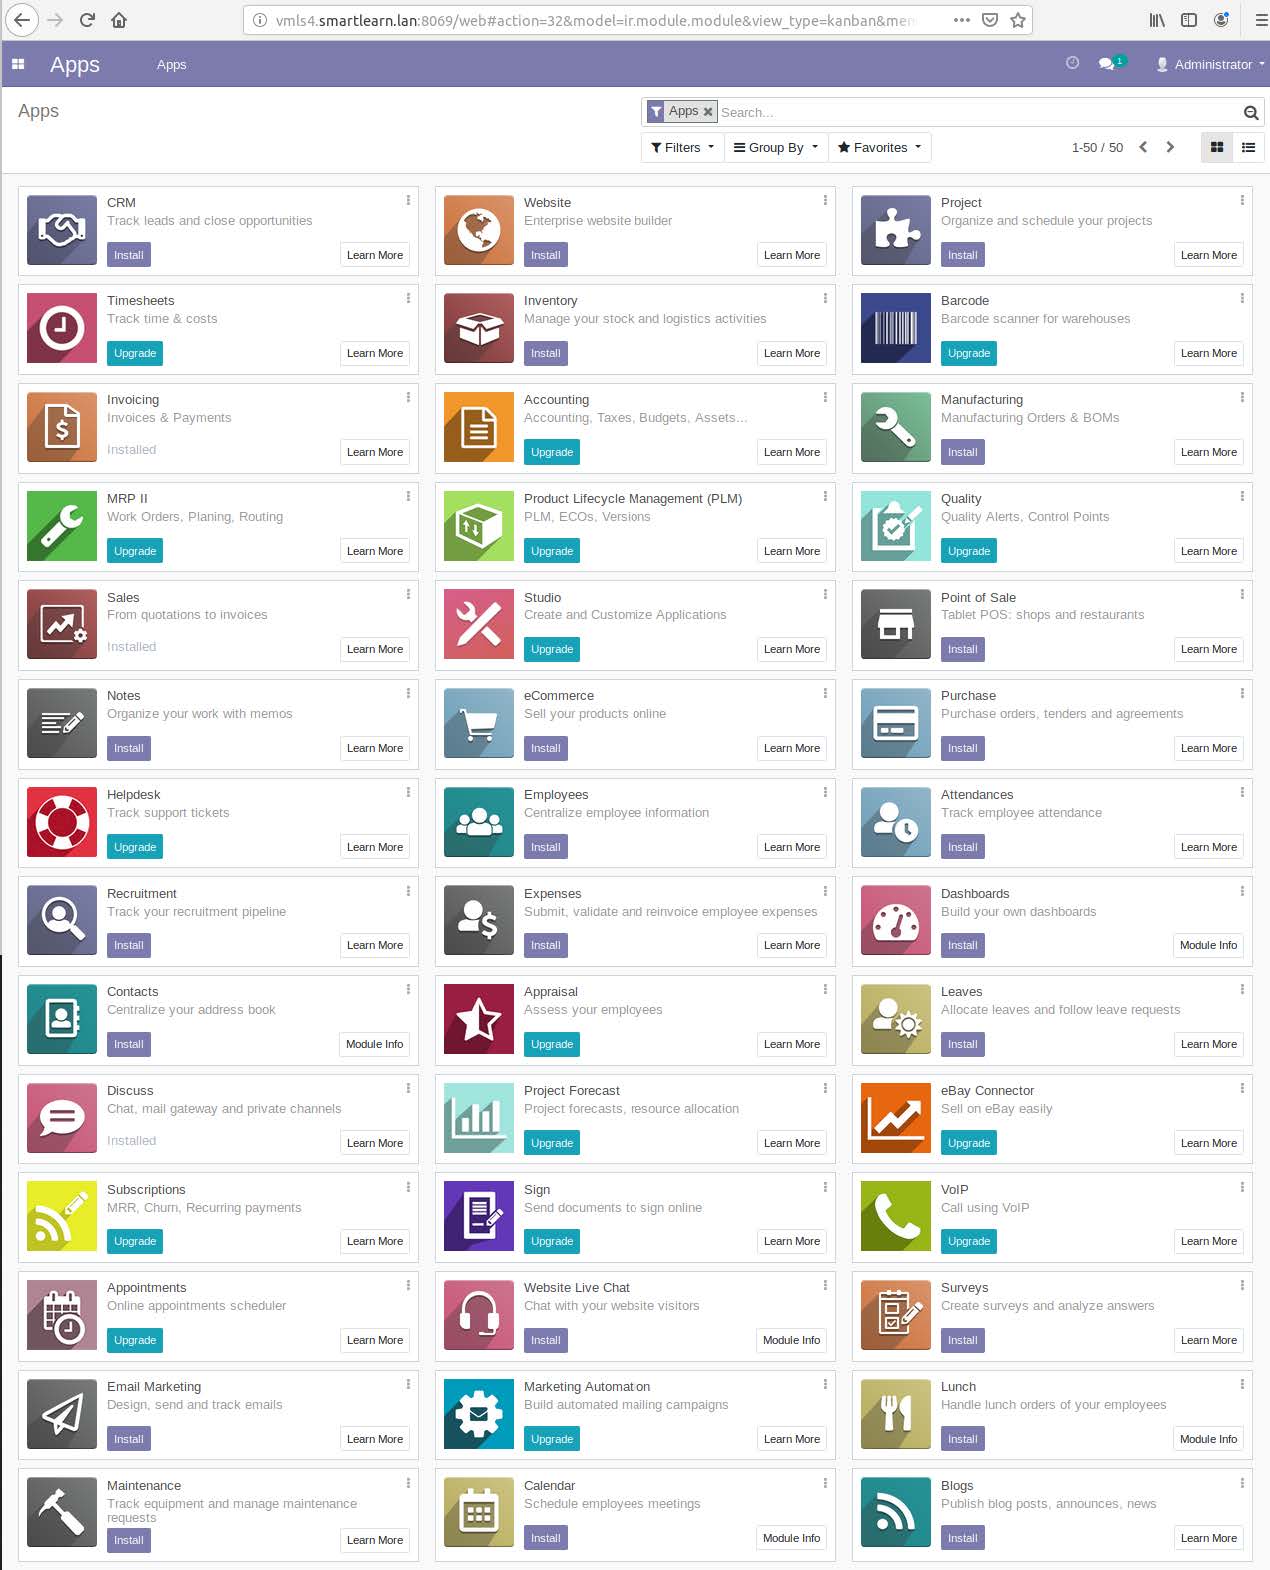 vmls4.smartlearn.lan:8069/web#action=32&model=ir.module.module&view_type=kanban&me
Apps Apps 1 Administrator
Apps Apps Search...
Filters Group By Favorites 1-50 / 50
CRM
Track leads and close opportunities
Install Learn More
Website
Enterprise website builder
Install Learn More
Project
Organize and schedule your projects
Install Learn More
Timesheets
Track time & costs
Upgrade Learn More
Inventory
Manage your stock and logistics activities
Install Learn More
Barcode
Barcode scanner for warehouses
Upgrade Learn More
Invoicing
Invoices & Payments
Installed Learn More
Accounting
Accounting, Taxes, Budgets, Assets...
Upgrade Learn More
Manufacturing
Manufacturing Orders & BOMs
Install Learn More
MRP II
Work Orders, Planing, Routing
Upgrade Learn More
Product Lifecycle Management (PLM)
PLM, ECOs, Versions
Upgrade Learn More
Quality
Quality Alerts, Control Points
Upgrade Learn More
Sales
From quotations to invoices
Installed Learn More
Studio
Create and Customize Applications
Upgrade Learn More
Point of Sale
Tablet POS: shops and restaurants
Install Learn More
Notes
Organize your work with memos
Install Learn More
eCommerce
Sell your products online
Install Learn More
Purchase
Purchase orders, tenders and agreements
Install Learn More
Helpdesk
Track support tickets
Upgrade Learn More
Employees
Centralize employee information
Install Learn More
Attendances
Track employee attendance
Install Learn More
Recruitment
Track your recruitment pipeline
Install Learn More
Expenses
Submit, validate and reinvoice employee expenses
Install Learn More
Dashboards
Build your own dashboards
Install Module Info
Contacts
Centralize your address book
Install Module Info
Appraisal
Assess your employees
Upgrade Learn More
Leaves
Allocate leaves and follow leave requests
Install Learn More
Discuss
Chat, mail gateway and private channels
Installed Learn More
Project Forecast
Project forecasts, resource allocation
Upgrade Learn More
eBay Connector
Sell on eBay easily
Upgrade Learn More
Subscriptions
MRR, Churn, Recurring payments
Upgrade Learn More
Sign
Send documents to sign online
Upgrade Learn More
VoIP
Call using VoIP
Upgrade Learn More
Appointments
Online appointments scheduler
Upgrade Learn More
Website Live Chat
Chat with your website visitors
Install Module Info
Surveys
Create surveys and analyze answers
Install Learn More
Email Marketing
Design, send and track emails
Install Learn More
Marketing Automation
Build automated mailing campaigns
Upgrade Learn More
Lunch
Handle lunch orders of your employees
Install Module Info
Maintenance
Track equipment and manage maintenance
requests
Install Learn More
Calendar
Schedule employees meetings
Install Module Info
Blogs
Publish blog posts, announces, news
Install Learn More